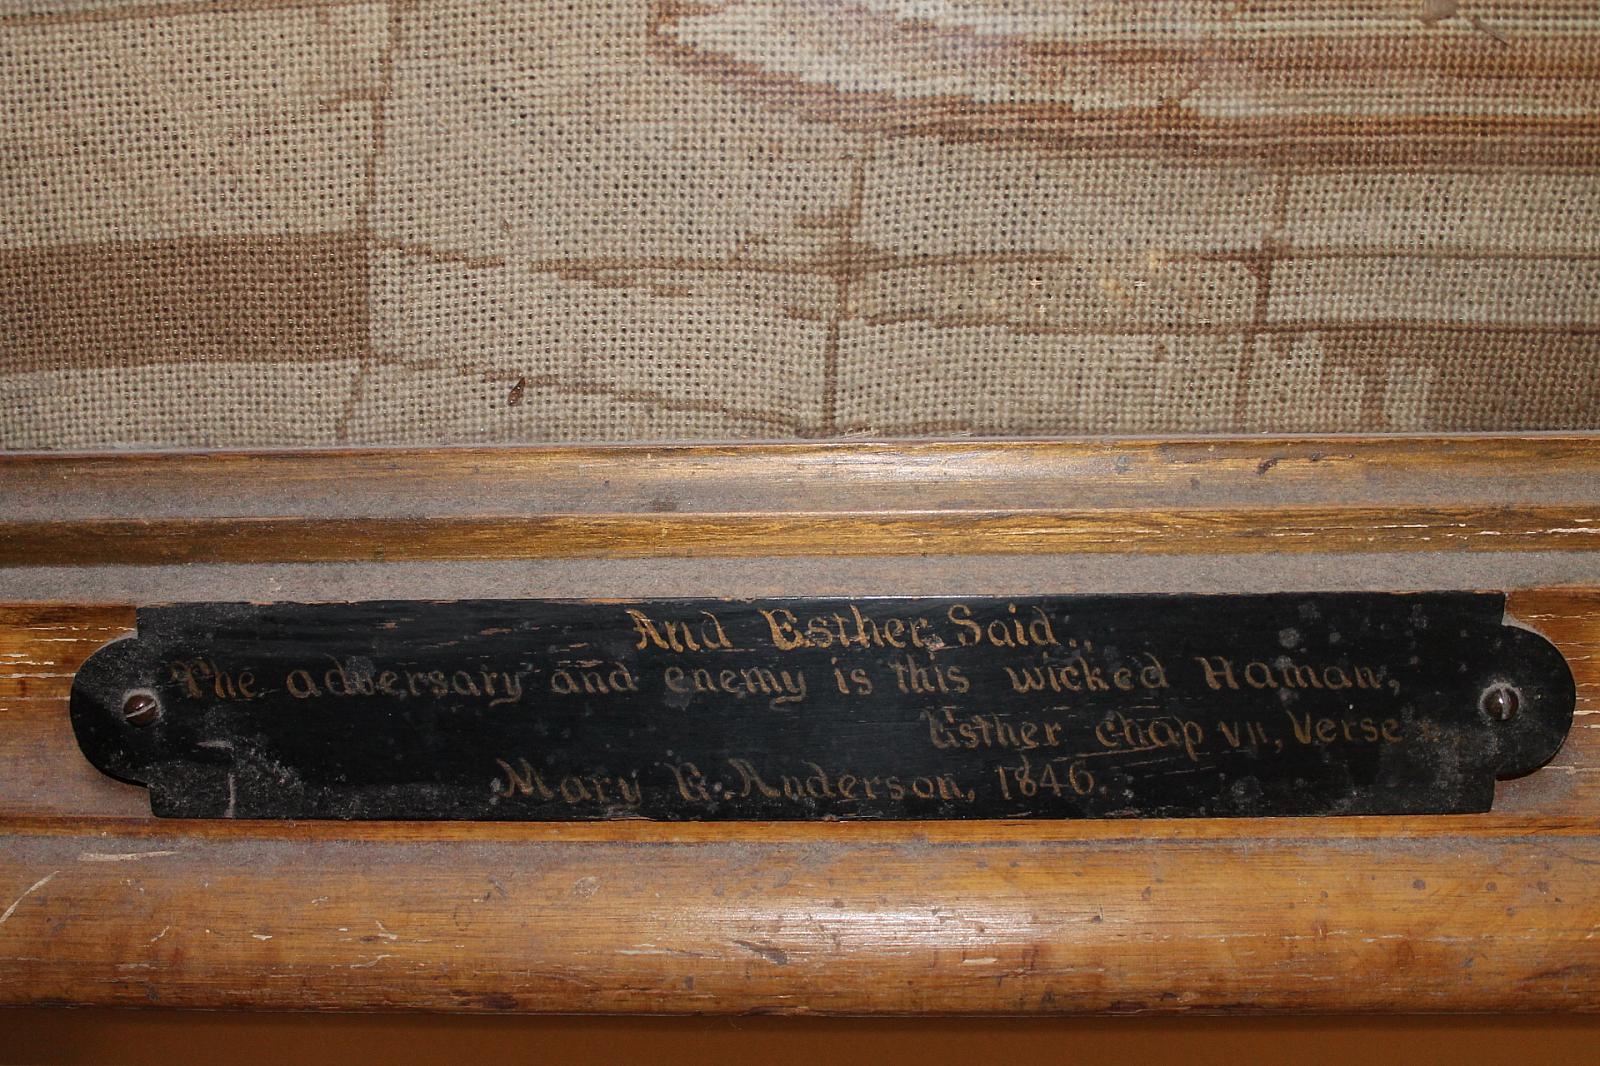 And Esther Said.,
The adversary and enemy is this wicked Haman,
Esther Chap VII, Verse
Mary Anderson, 1846.